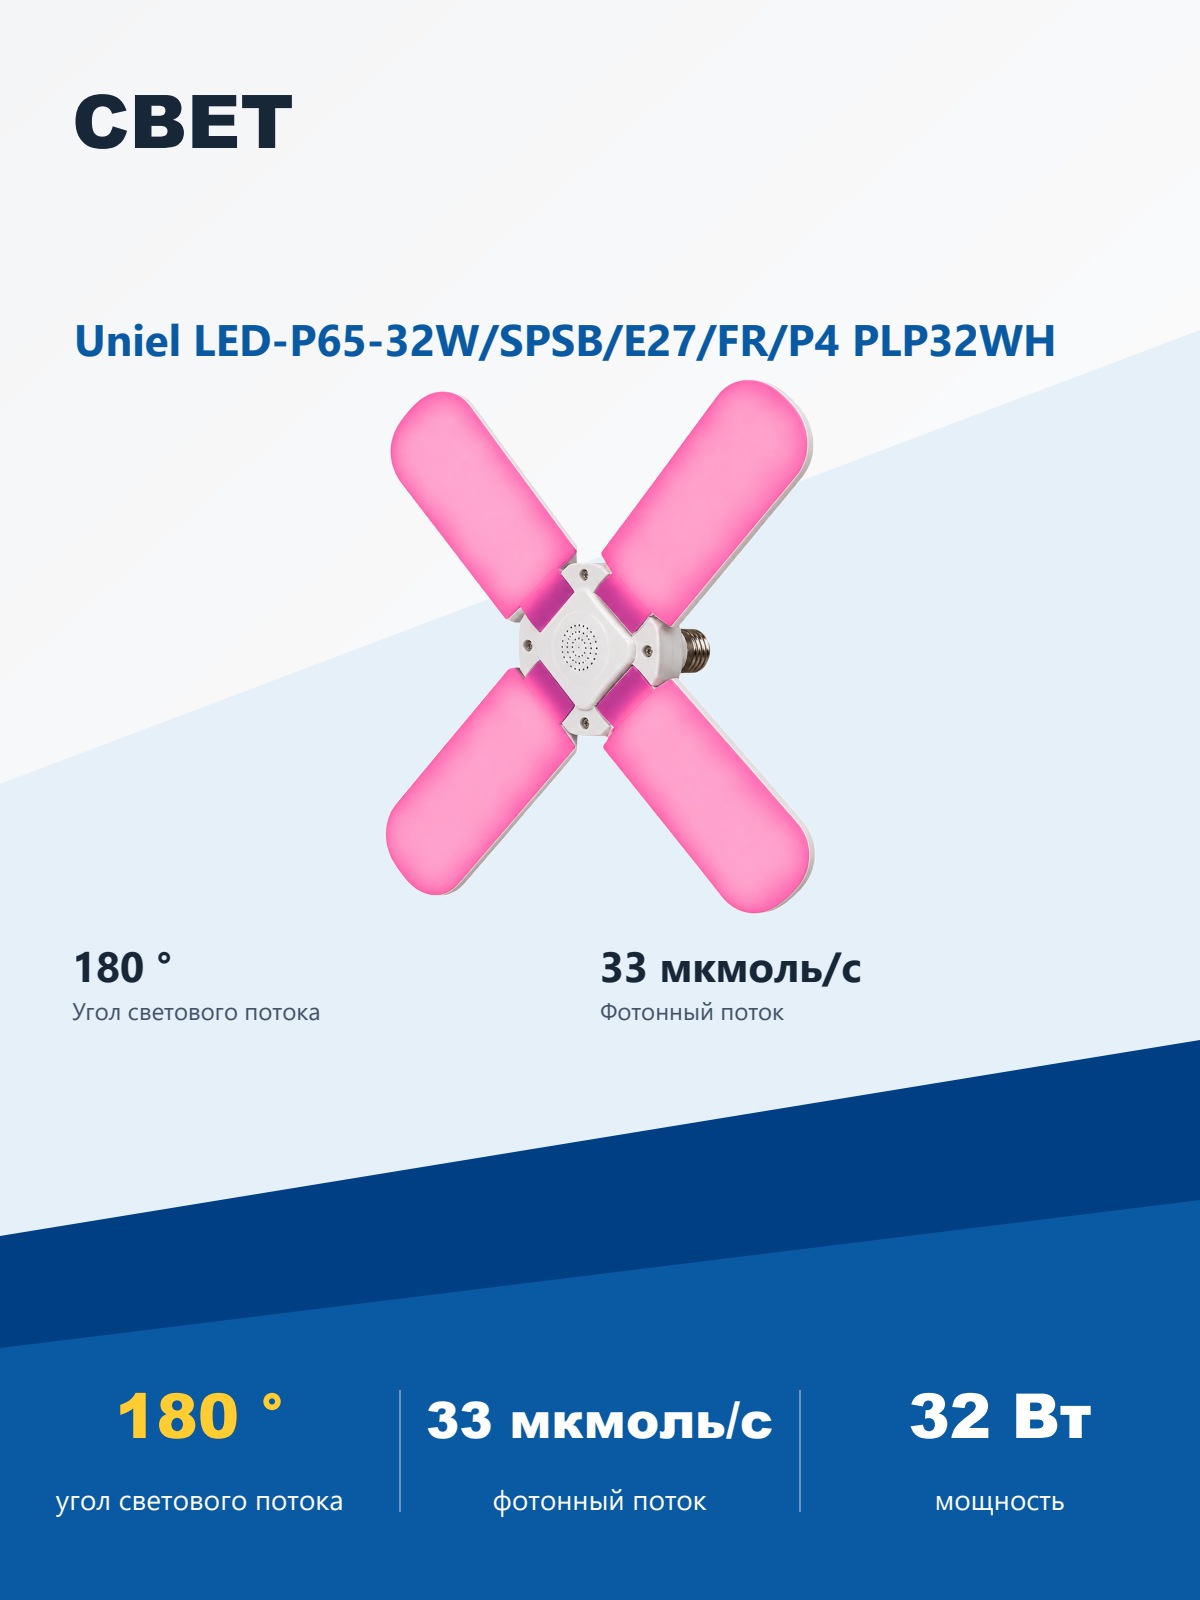 СВЕТ
Uniel LED-P65-32W/SPSB/E27/FR/P4 PLP32WH
180 °
Угол светового потока
33 мкмоль/с
Фотонный поток
180 °
угол светового потока
33 мкмоль/с
фотонный поток
32 Вт
мощность